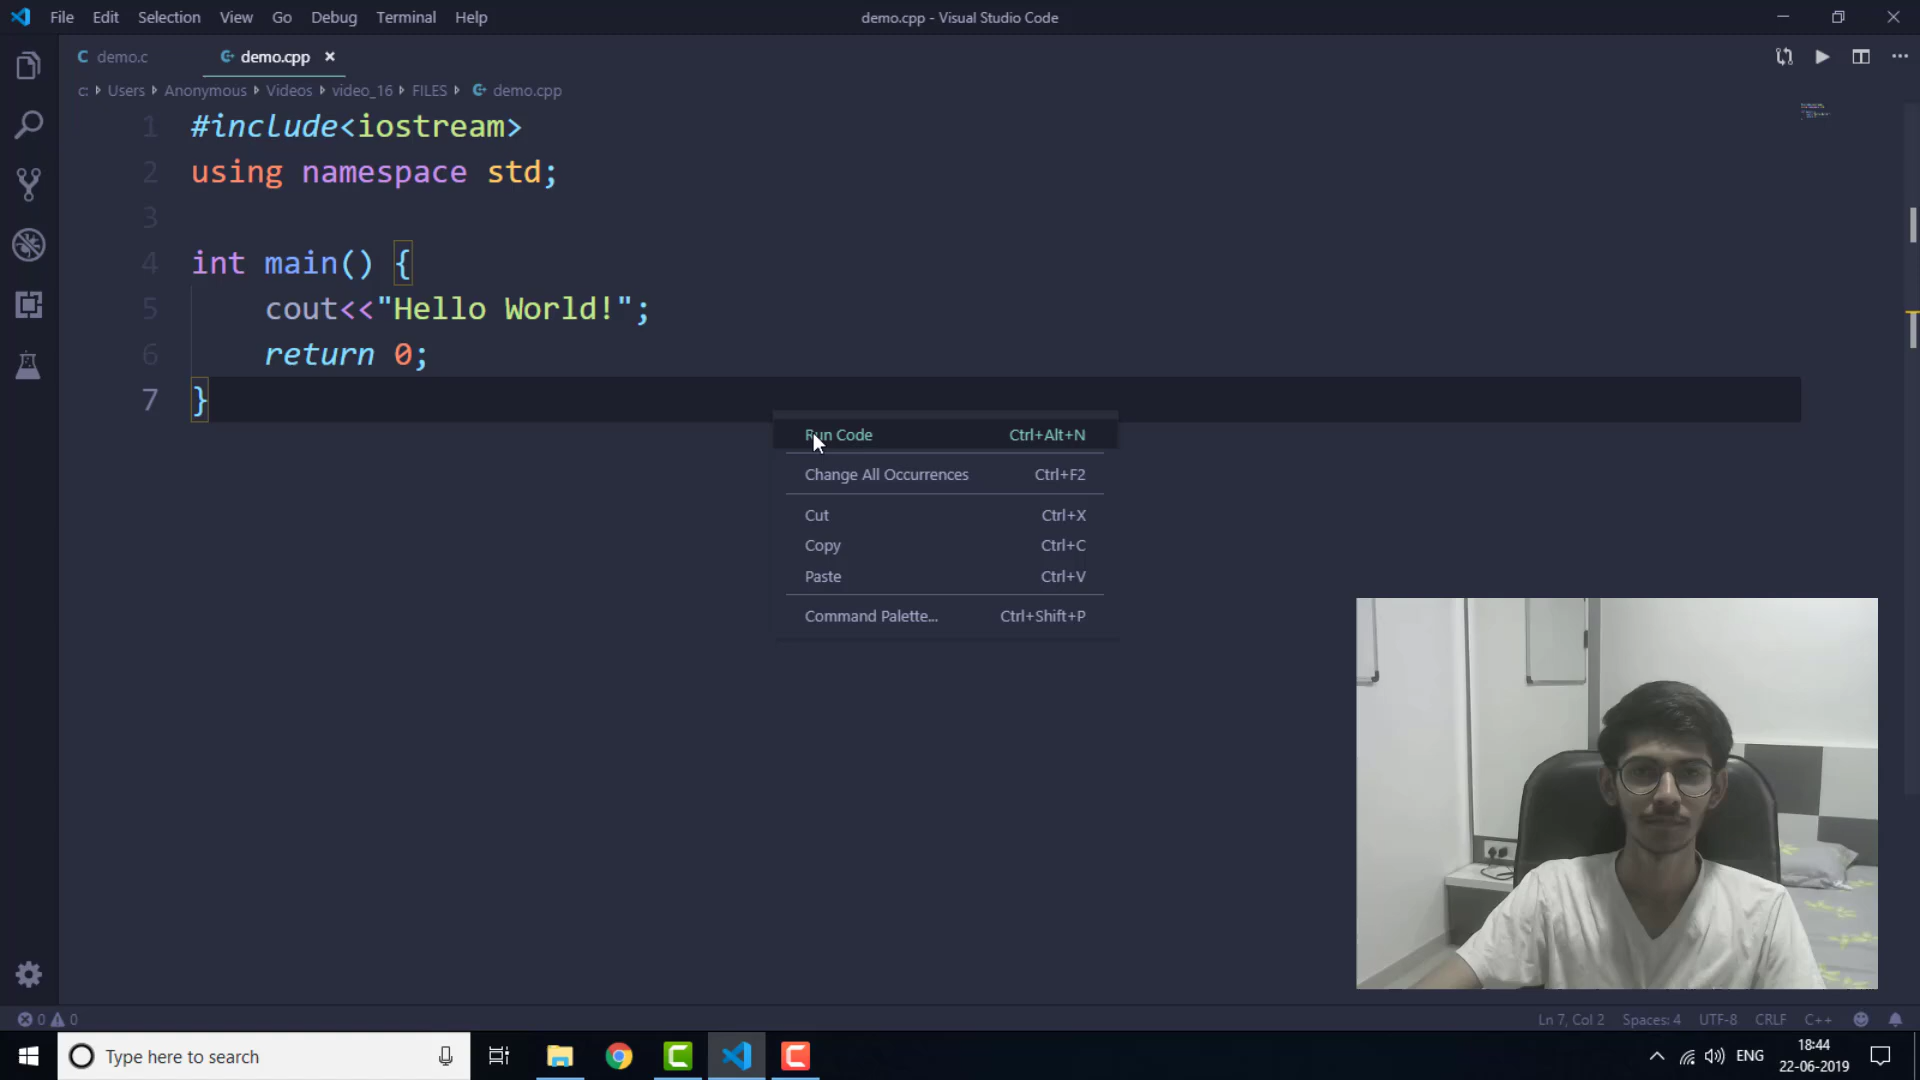 File Edit Selection View Go Debug Terminal Help
demo.cpp - Visual Studio Code
C demo.c
demo.cpp ×
c: Users Anonymous Videos video_16 FILES demo.cpp
1 #include<iostream>
2 using namespace std;
3
4 int main() {
5 cout<<"Hello World!";
6 return 0;
7 }
Run Code Ctrl+Alt+N
Change All Occurrences Ctrl+F2
Cut Ctrl+X
Copy Ctrl+C
Paste Ctrl+V
Command Palette... Ctrl+Shift+P
0 0
Ln 7, Col 2 Spaces: 4 UTF-8 CRLF C++
Type here to search
ENG
18:44
22-06-2019